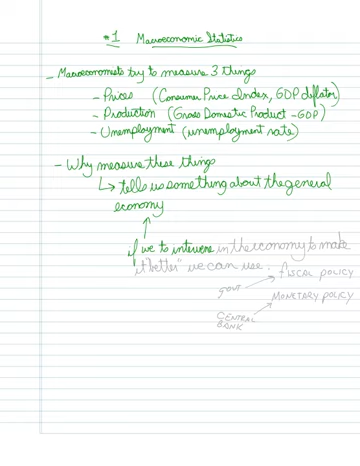 #1 Macroeconomic Statistics
- Macroeconomists try to measure 3 things
- Prices (Consumer Price Index, GDP deflator)
- Production (Gross Domestic Product - GDP)
- Unemployment (unemployment rate)
- Why measure these things
↳ tells us something about the general
economy
if we to intervene in the economy to make
it "better" we can use:
Fiscal Policy
Gov't
Monetary Policy
Central
Bank